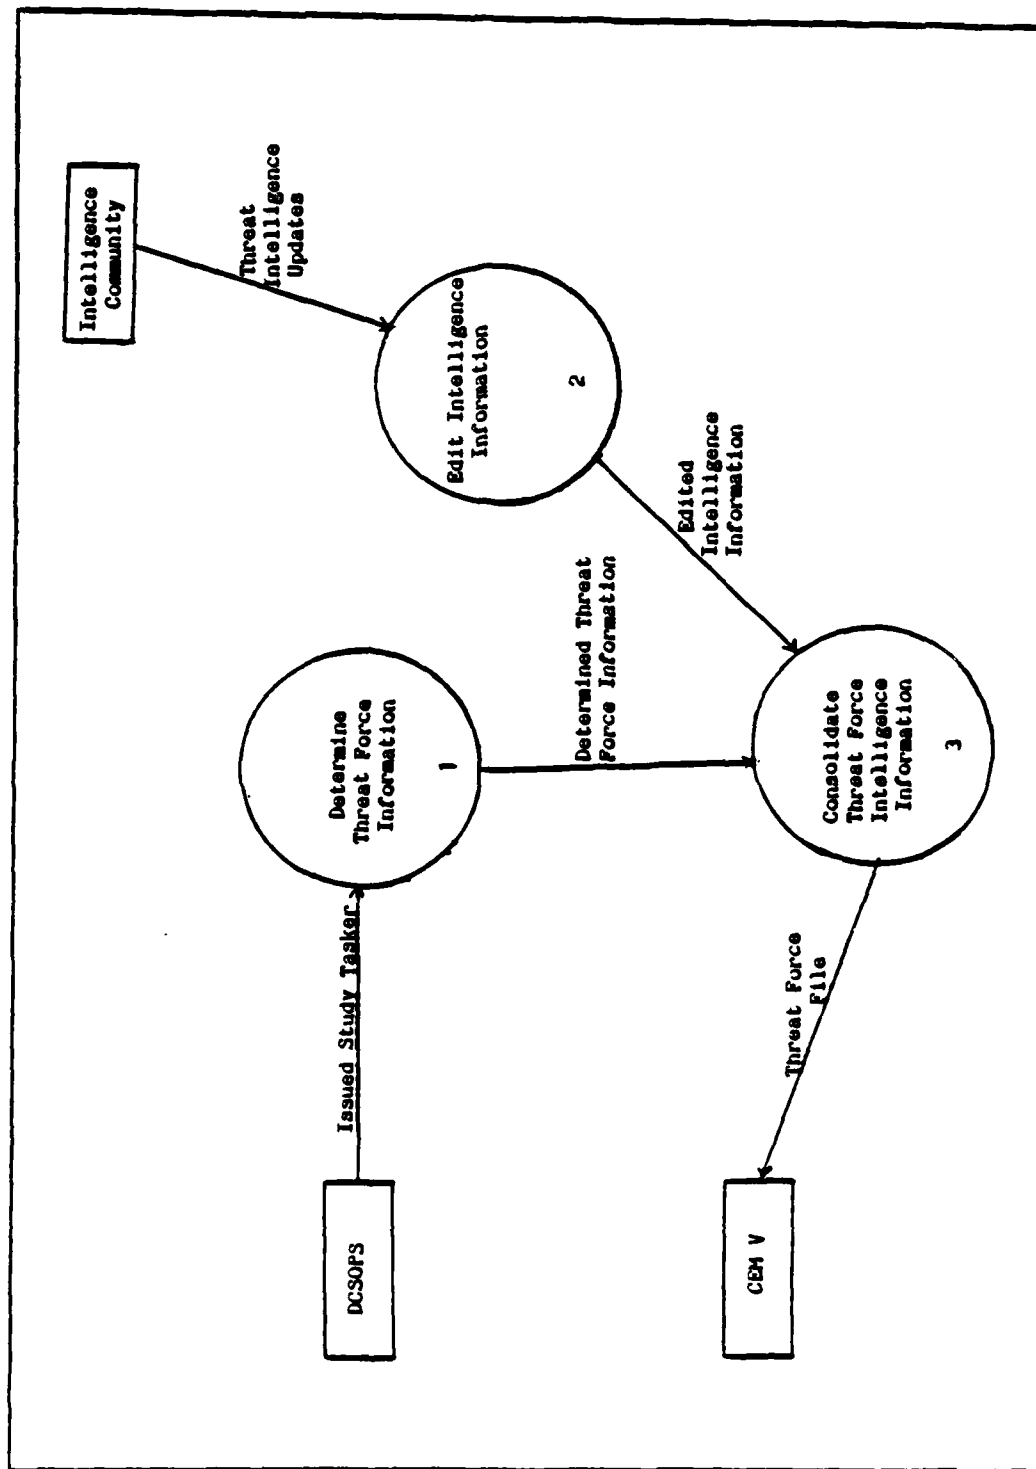 DCSOPS
Issued Study Tasker
Determine
Threat Force
Information
1
Intelligence
Community
Threat
Intelligence
Updates
Edit Intelligence
Information
2
Determined Threat
Force Information
Edited
Intelligence
Information
Consolidate
Threat Force
Intelligence
Information
3
Threat Force
File
CEM V